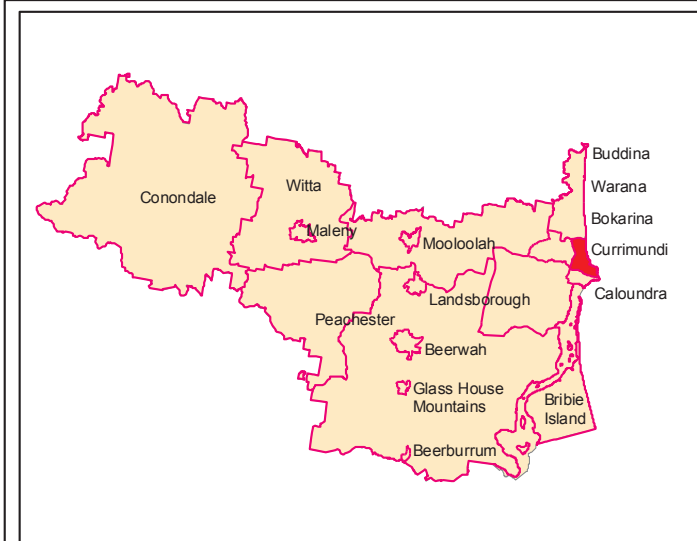 Buddina
Witta
Warana
Conondale
Bokarina
Maleny
Mooloolah
Currimundi
Caloundra
Landsborough
Peachester
Beerwah
Glass House
Mountains
Bribie
Island
Beerburrum